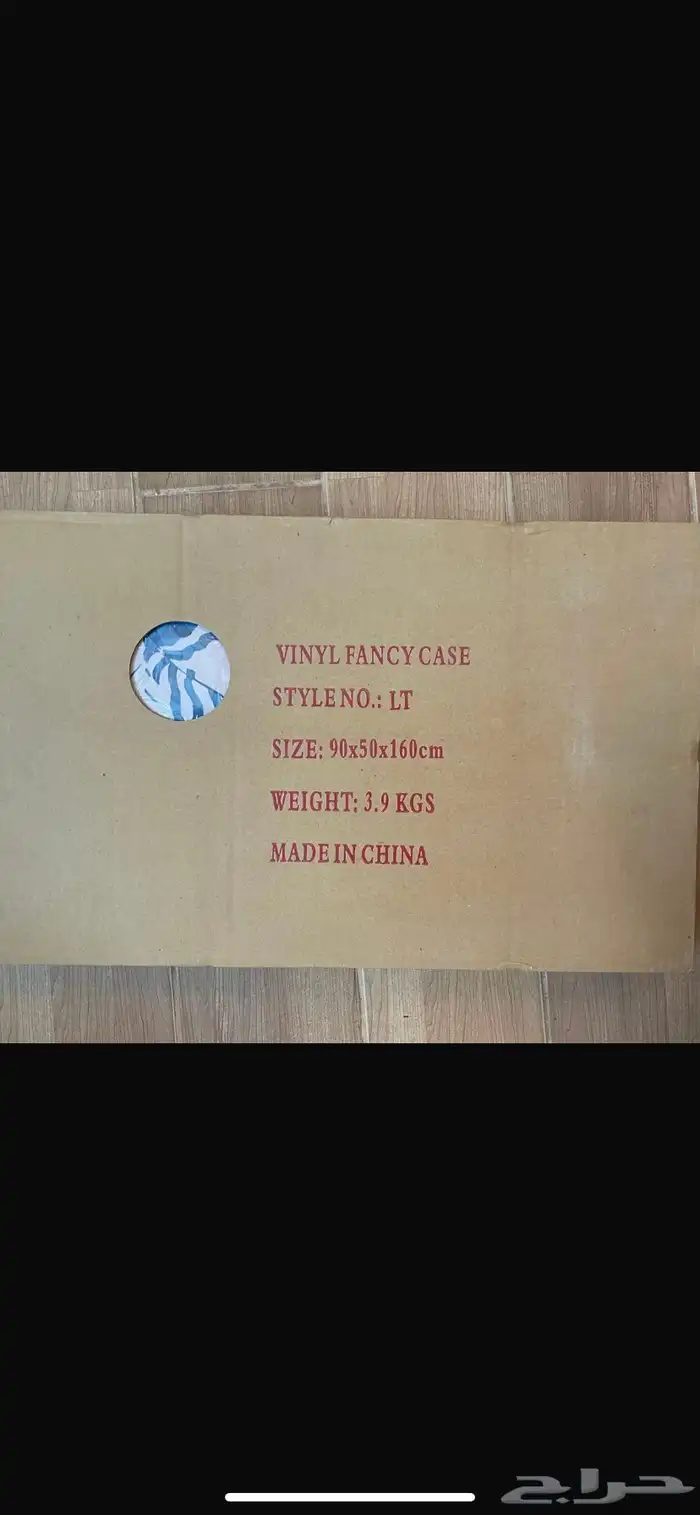 VINYL FANCY CASE
STYLE NO.: LT
SIZE: 90x50x160cm
WEIGHT: 3.9 KGS
MADE IN CHINA
حراج